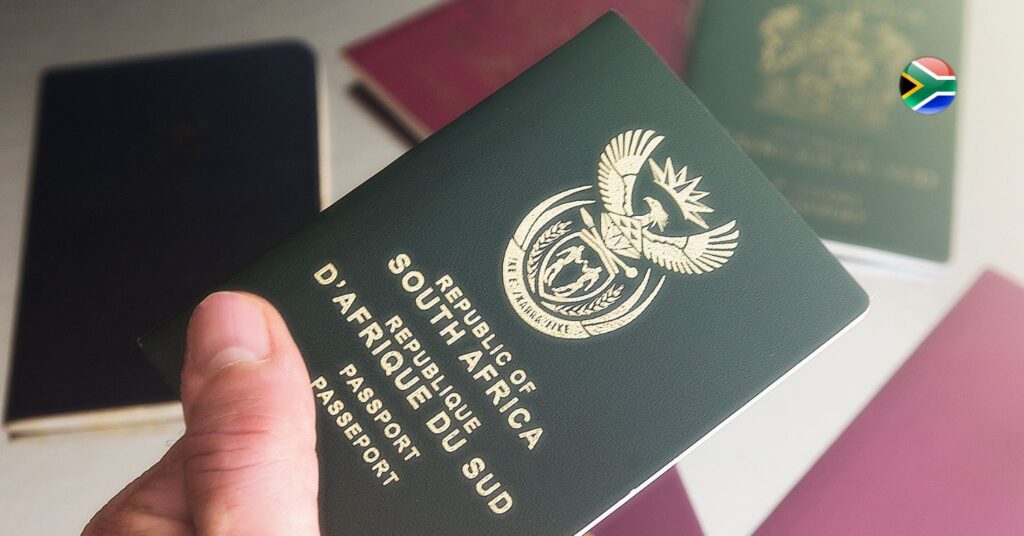 REPUBLIC OF
SOUTH AFRICA
REPUBLIQUE
D'AFRIQUE DU SUD
PASSPORT
PASSEPORT